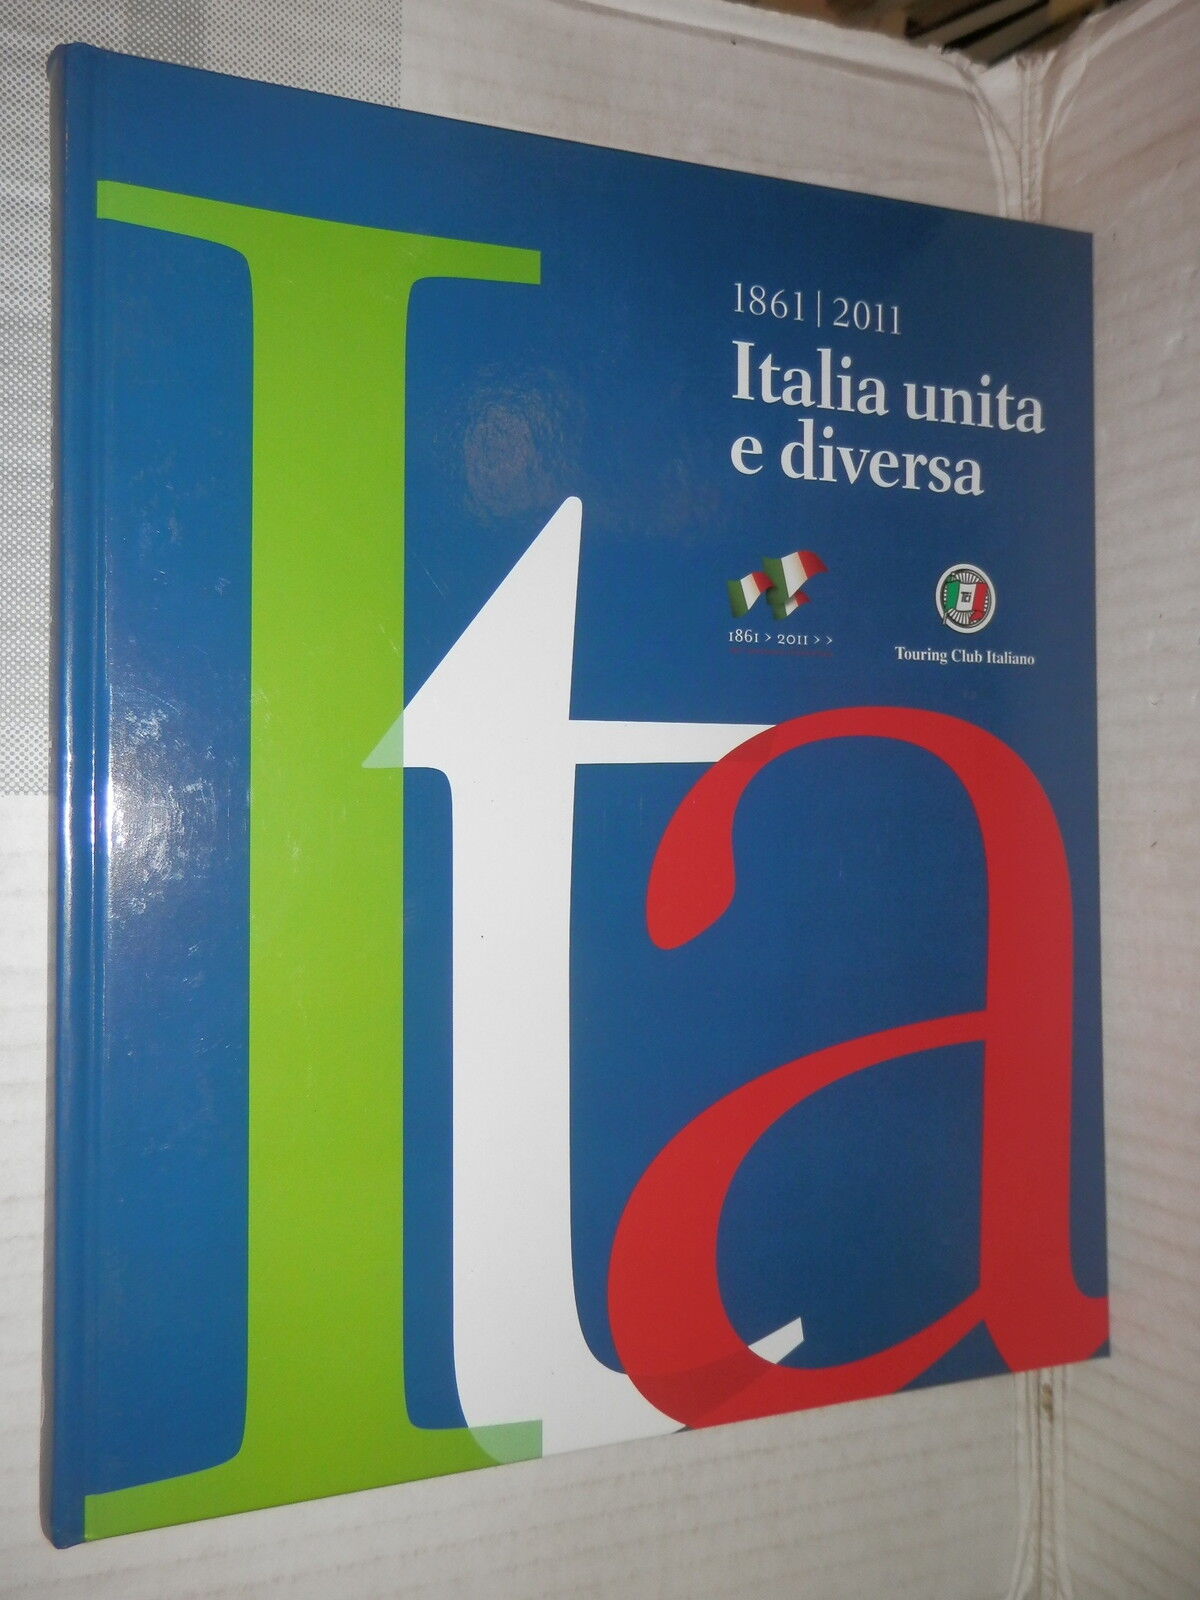 1861 | 2011
Italia unita
e diversa
1861 > 2011 > >
Touring Club Italiano
Ita